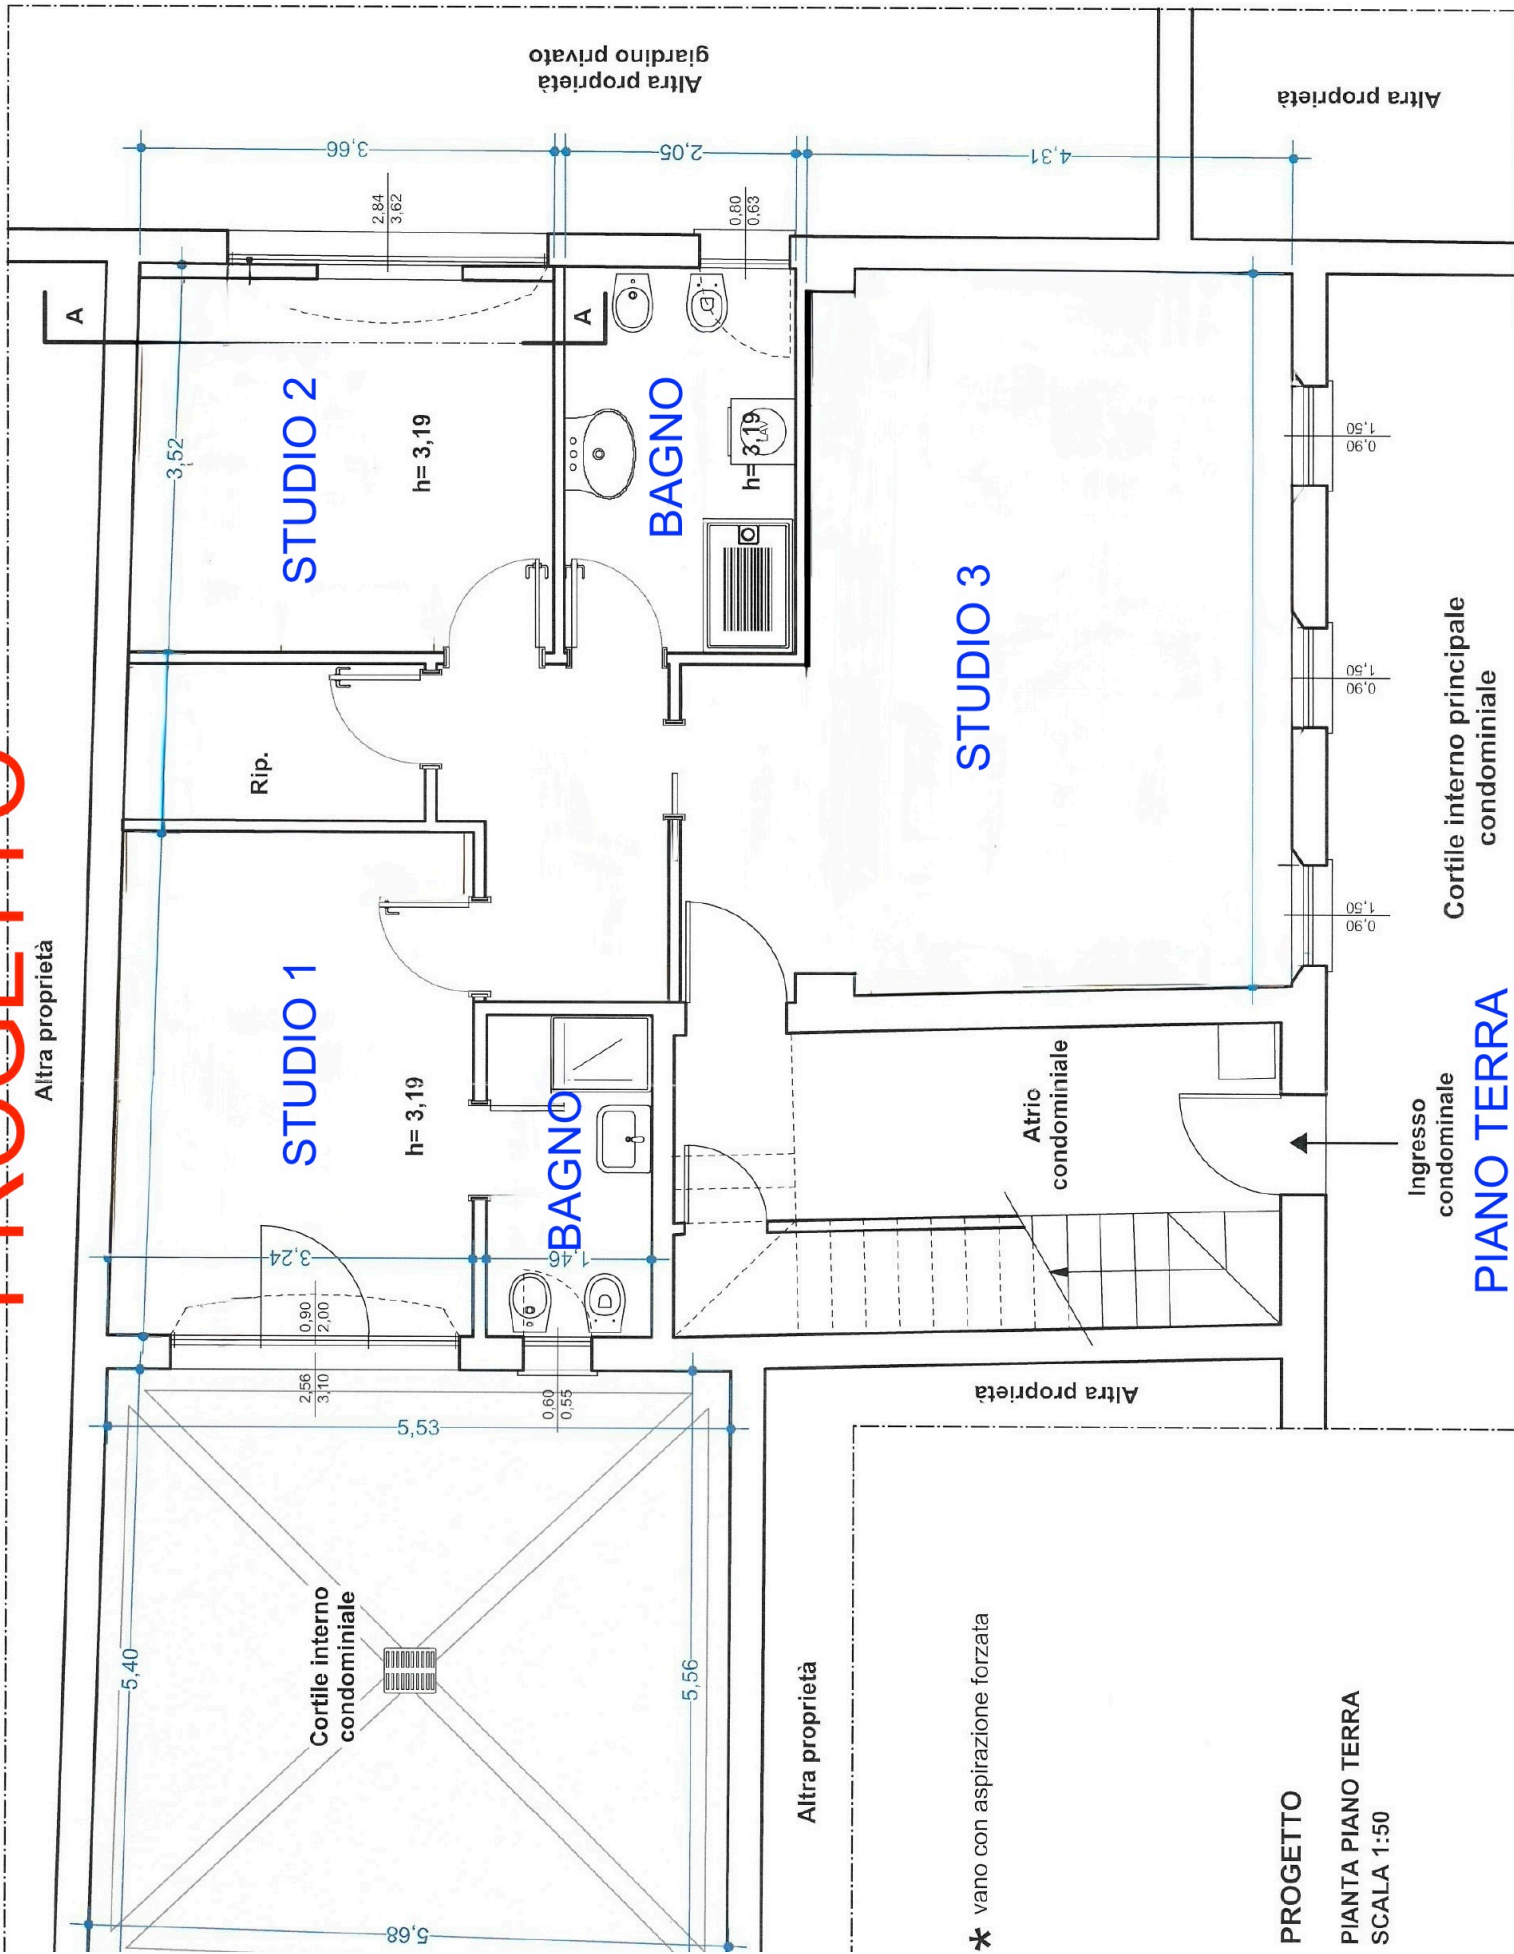 PROGETTO
Altra proprietà
giardino privato
Altra proprietà
Altra proprietà
3,66
2,05
4,31
2,84
3,62
0,80
0,63
A
A
3,52
STUDIO 2
h= 3,19
BAGNO
h= 3,19
LAV
STUDIO 3
0,90
1,50
0,90
1,50
0,90
1,50
Cortile interno principale
condominiale
Rip.
STUDIO 1
h= 3,19
BAGNO
3,24
1,46
0,90
2,00
2,56
3,10
0,60
0,55
Atrio
condominiale
Ingresso
condominale
PIANO TERRA
Altra proprietà
5,53
5,40
5,56
5,68
Cortile interno
condominiale
Altra proprietà
Altra proprietà
* vano con aspirazione forzata
PROGETTO
PIANTA PIANO TERRA
SCALA 1:50